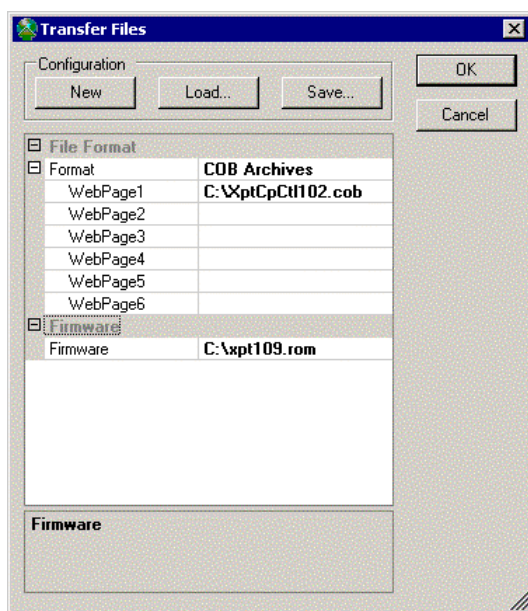 Transfer Files
Configuration
New Load... Save...
OK
Cancel
File Format
Format COB Archives
WebPage1 C:\XptCpCtl102.cob
WebPage2
WebPage3
WebPage4
WebPage5
WebPage6
Firmware
Firmware C:\xpt109.rom
Firmware